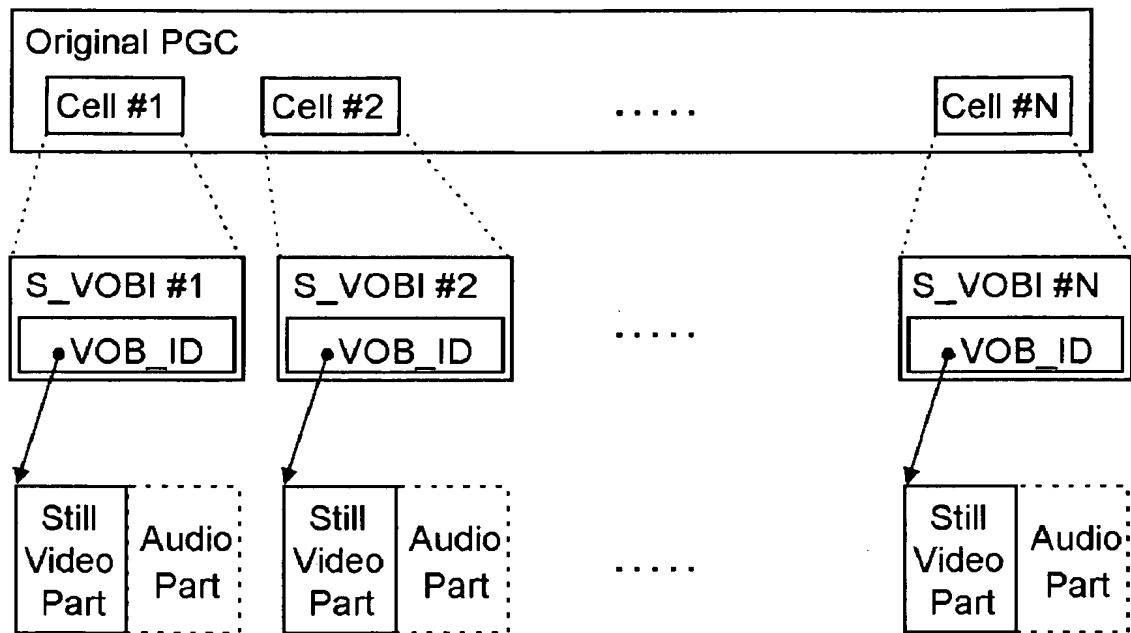 Original PGC
Cell #1 Cell #2 ..... Cell #N
S_VOBI #1 S_VOBI #2 ..... S_VOBI #N
VOB_ID VOB_ID VOB_ID
Still Video Part Audio Part
Still Video Part Audio Part
.....
Still Video Part Audio Part